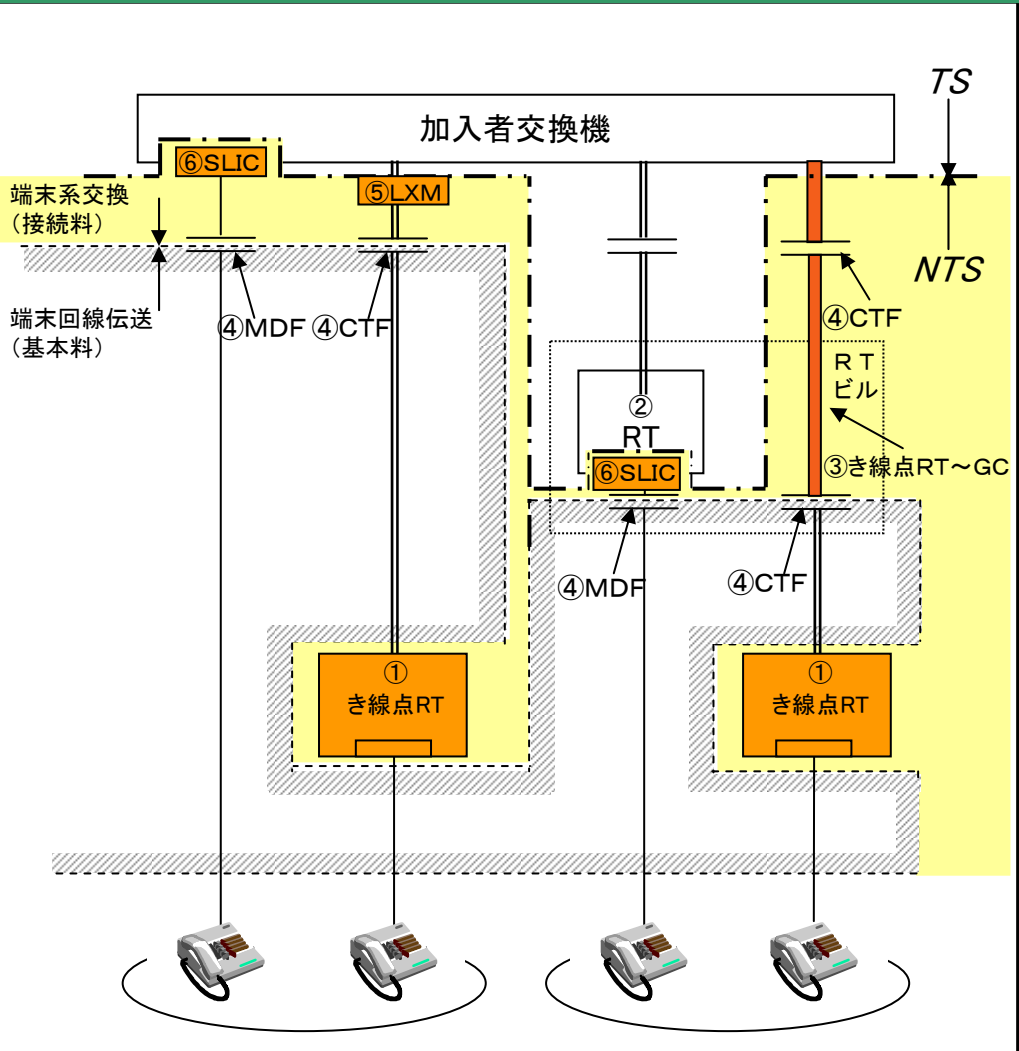 TS
加入者交換機
⑥SLIC
⑤LXM
端末系交換
(接続料)
NTS
端末回線伝送
(基本料)
④MDF
④CTF
④CTF
RT
ビル
②
RT
⑥SLIC
③き線点RT~GC
④MDF
④CTF
①
き線点RT
①
き線点RT